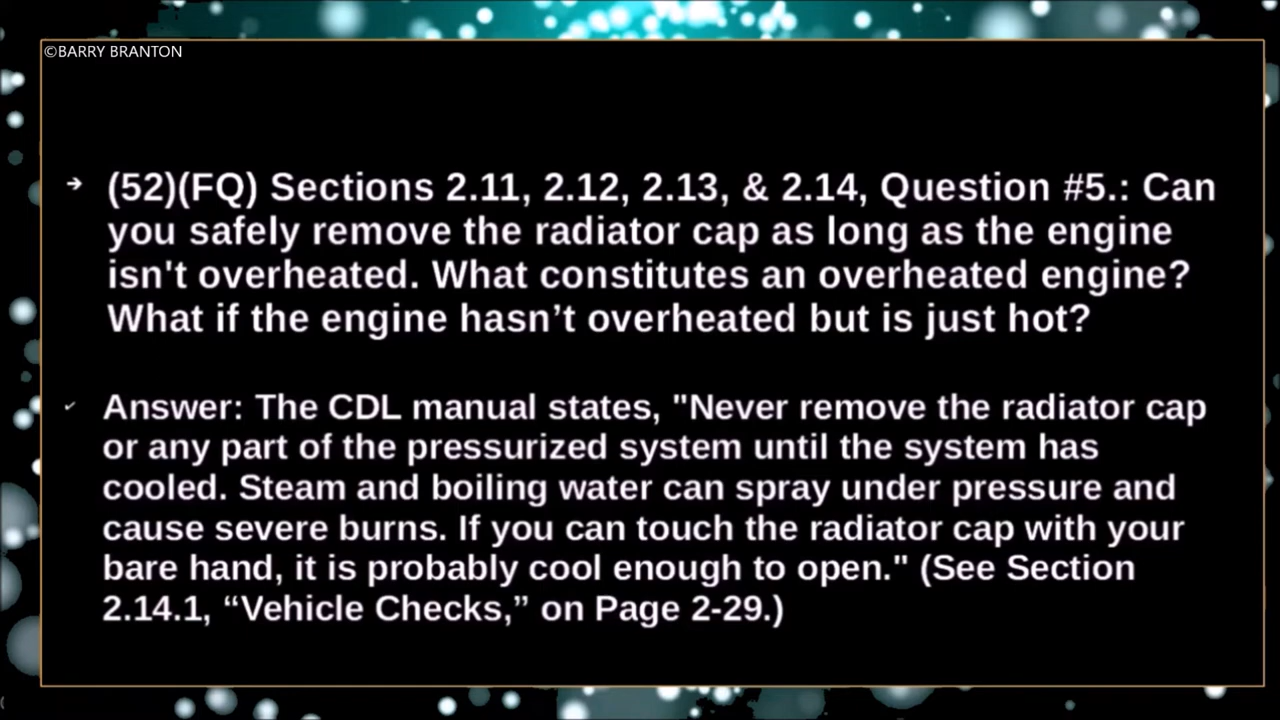 ©BARRY BRANTON
➔ (52)(FQ) Sections 2.11, 2.12, 2.13, & 2.14, Question #5.: Can
you safely remove the radiator cap as long as the engine
isn't overheated. What constitutes an overheated engine?
What if the engine hasn’t overheated but is just hot?
✓ Answer: The CDL manual states, "Never remove the radiator cap
or any part of the pressurized system until the system has
cooled. Steam and boiling water can spray under pressure and
cause severe burns. If you can touch the radiator cap with your
bare hand, it is probably cool enough to open." (See Section
2.14.1, “Vehicle Checks,” on Page 2-29.)